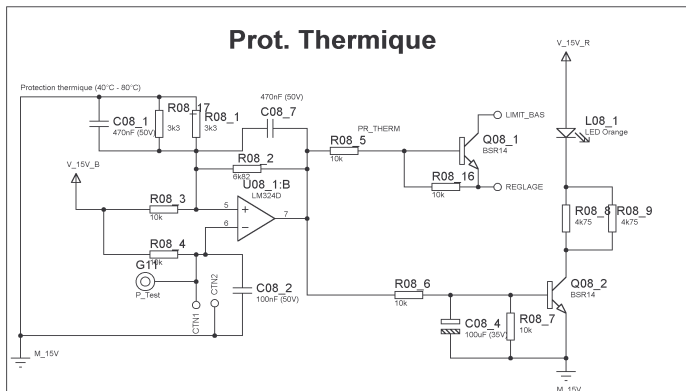 Prot. Thermique
V_15V_R
Protection thermique (40°C - 80°C)
470nF (50V)
C08_7
R08_17
3k3
R08_1
3k3
C08_1
470nF (50V)
LIMIT_BAS
L08_1
LED Orange
PR_THERM
R08_5
10k
Q08_1
BSR14
R08_2
6k82
V_15V_B
U08_1:B
LM324D
R08_16
10k
REGLAGE
R08_3
10k
5
6
7
R08_8
4k75
R08_9
4k75
R08_4
10k
G11
P_Test
CTN1
CTN2
C08_2
100nF (50V)
R08_6
10k
Q08_2
BSR14
C08_4
100uF (35V)
R08_7
10k
M_15V
M_15V